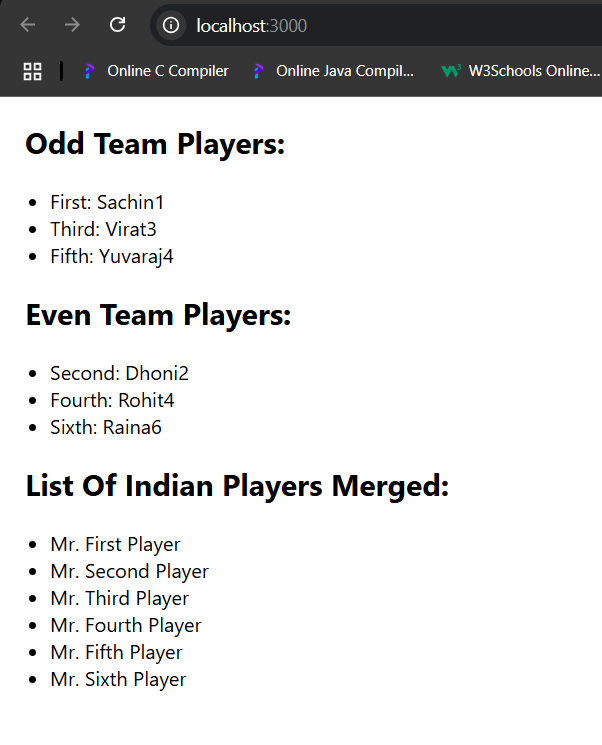 localhost:3000
Online C Compiler
Online Java Compil...
W3Schools Online...
Odd Team Players:
First: Sachin1
Third: Virat3
Fifth: Yuvaraj4
Even Team Players:
Second: Dhoni2
Fourth: Rohit4
Sixth: Raina6
List Of Indian Players Merged:
Mr. First Player
Mr. Second Player
Mr. Third Player
Mr. Fourth Player
Mr. Fifth Player
Mr. Sixth Player